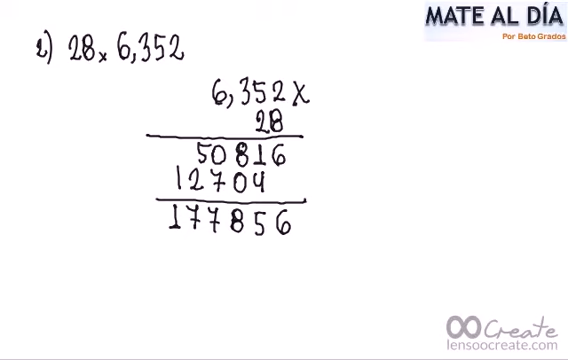 MATE AL DÍA
Por Beto Grados
2) 28 x 6,352
6,352 x
28
50816
12704
177856
Create
lensoocreate.com